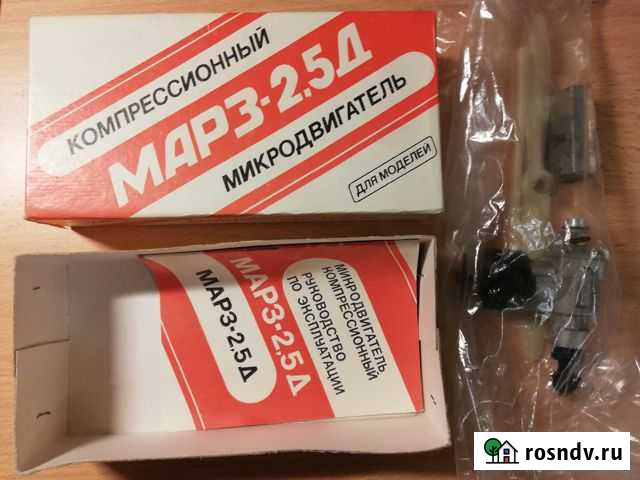 КОМПРЕССИОННЫЙ
МАРЗ-2,5Д
МИКРОДВИГАТЕЛЬ
ДЛЯ МОДЕЛЕЙ
МАРЗ-2,5Д
МАРЗ-2,5Д
МИКРОДВИГАТЕЛЬ
КОМПРЕССИОННЫЙ
РУКОВОДСТВО
ПО ЭКСПЛУАТАЦИИ
rosndv.ru